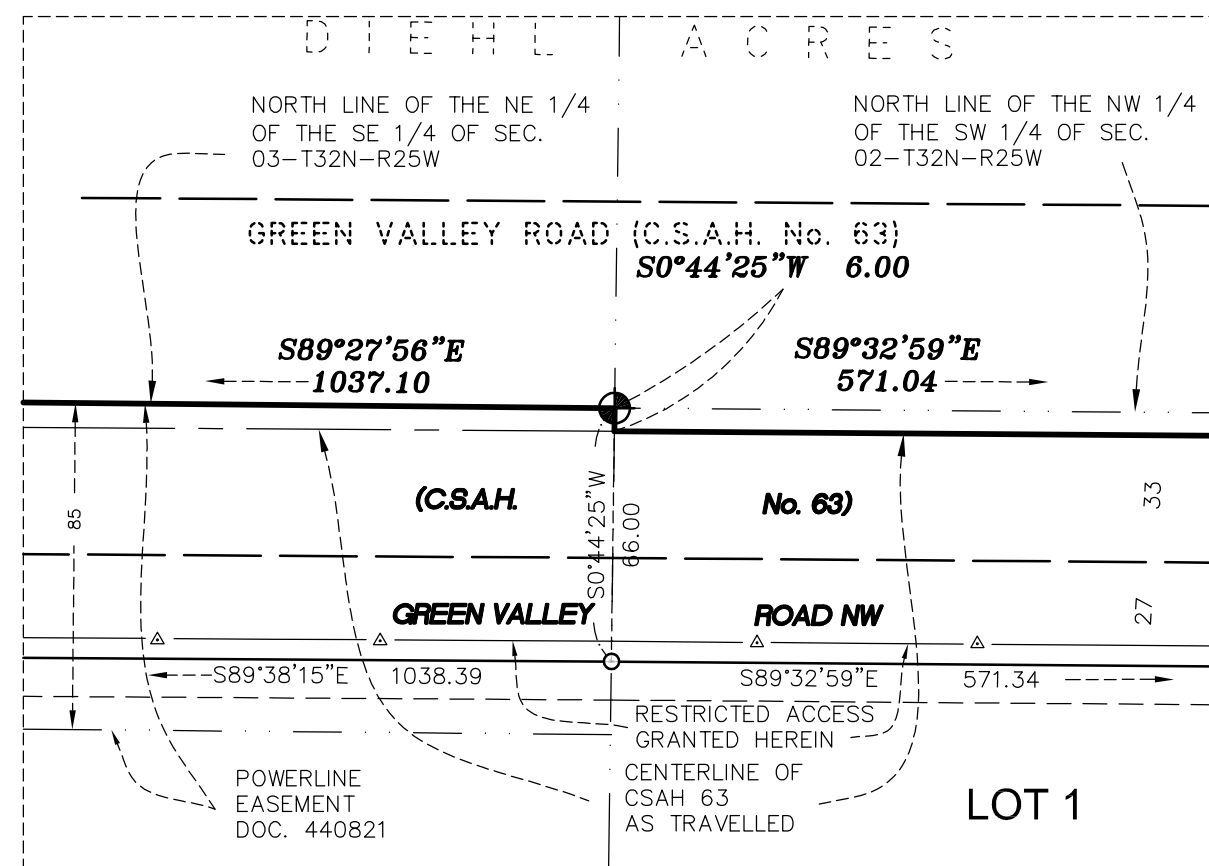 DIEHL ACRES
NORTH LINE OF THE NE 1/4
OF THE SE 1/4 OF SEC.
03-T32N-R25W
NORTH LINE OF THE NW 1/4
OF THE SW 1/4 OF SEC.
02-T32N-R25W
GREEN VALLEY ROAD (C.S.A.H. No. 63)
S0°44'25"W 6.00
S89°27'56"E
1037.10
S89°32'59"E
571.04
85
(C.S.A.H. No. 63)
S0°44'25"W
66.00
33
GREEN VALLEY ROAD NW
27
S89°38'15"E 1038.39
S89°32'59"E 571.34
RESTRICTED ACCESS
GRANTED HEREIN
POWERLINE
EASEMENT
DOC. 440821
CENTERLINE OF
CSAH 63
AS TRAVELLED
LOT 1